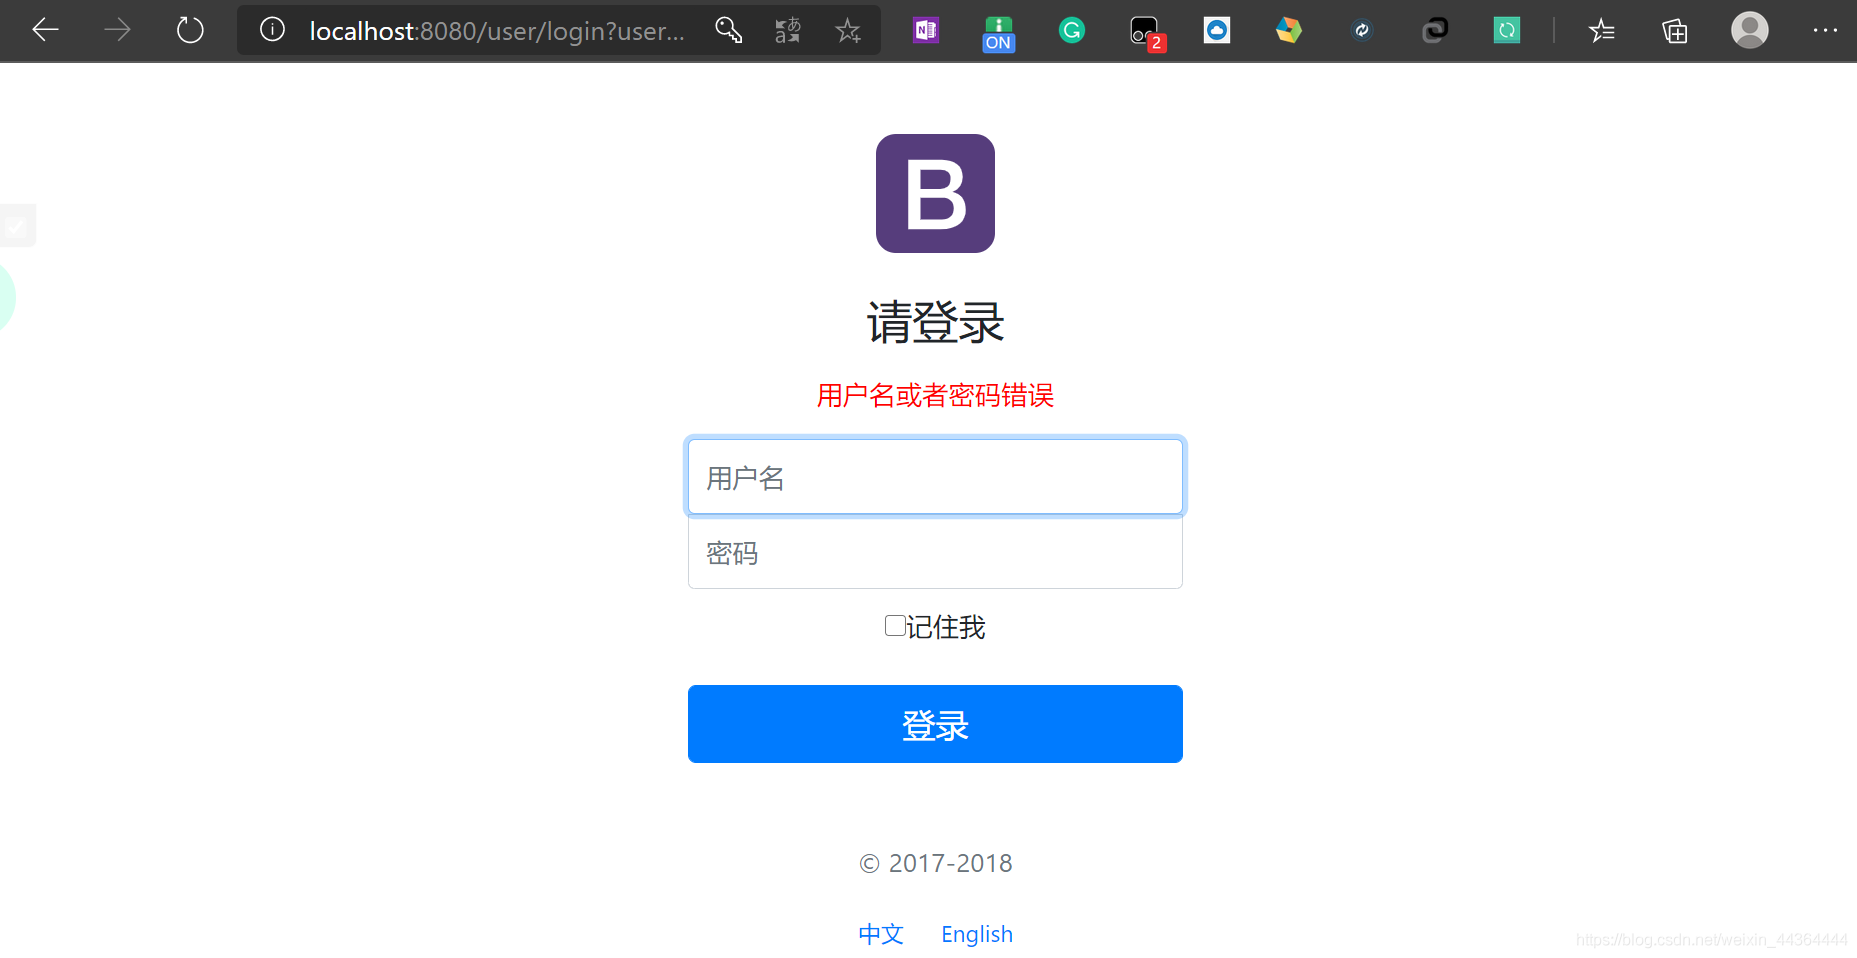 localhost:8080/user/login?user...
ON
2
B
请登录
用户名或者密码错误
用户名
密码
记住我
登录
© 2017-2018
中文 English
https://blog.csdn.net/weixin_44364444